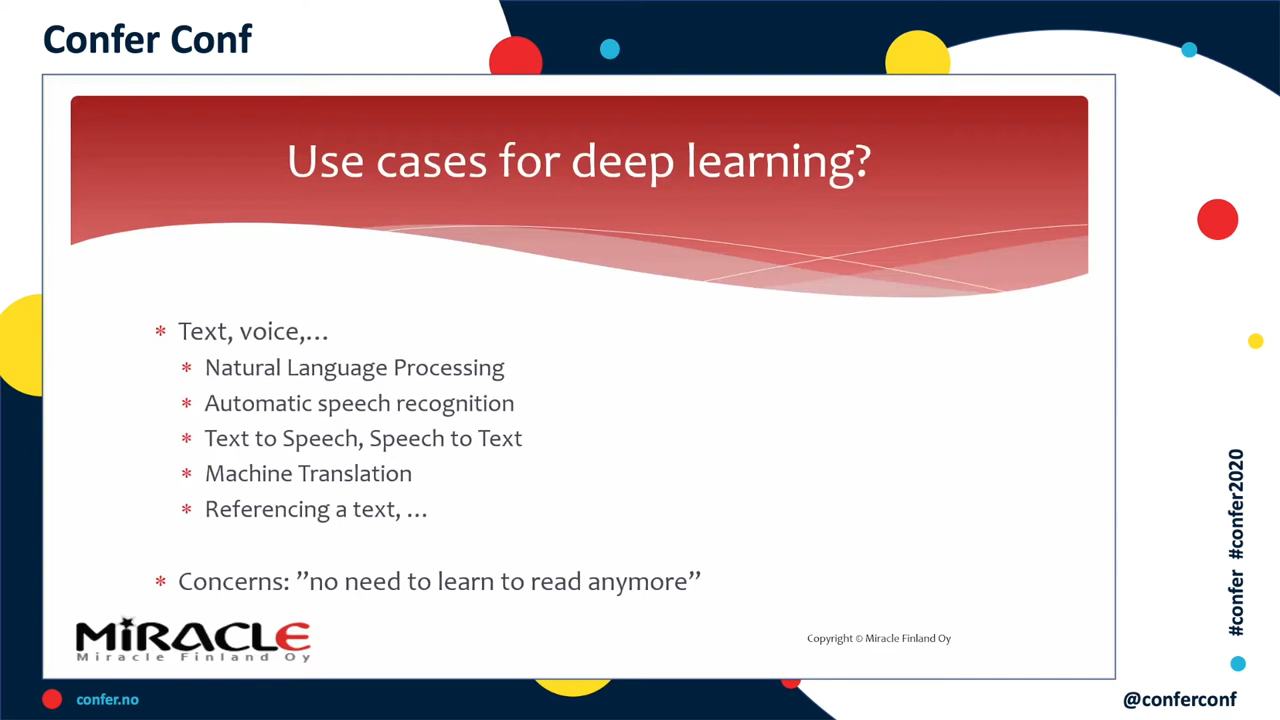 Confer Conf
Use cases for deep learning?
* Text, voice,...
* Natural Language Processing
* Automatic speech recognition
* Text to Speech, Speech to Text
* Machine Translation
* Referencing a text, ...
* Concerns: ”no need to learn to read anymore”
MiRACLE
Miracle Finland Oy
Copyright © Miracle Finland Oy
#confer #confer2020
confer.no
@conferconf